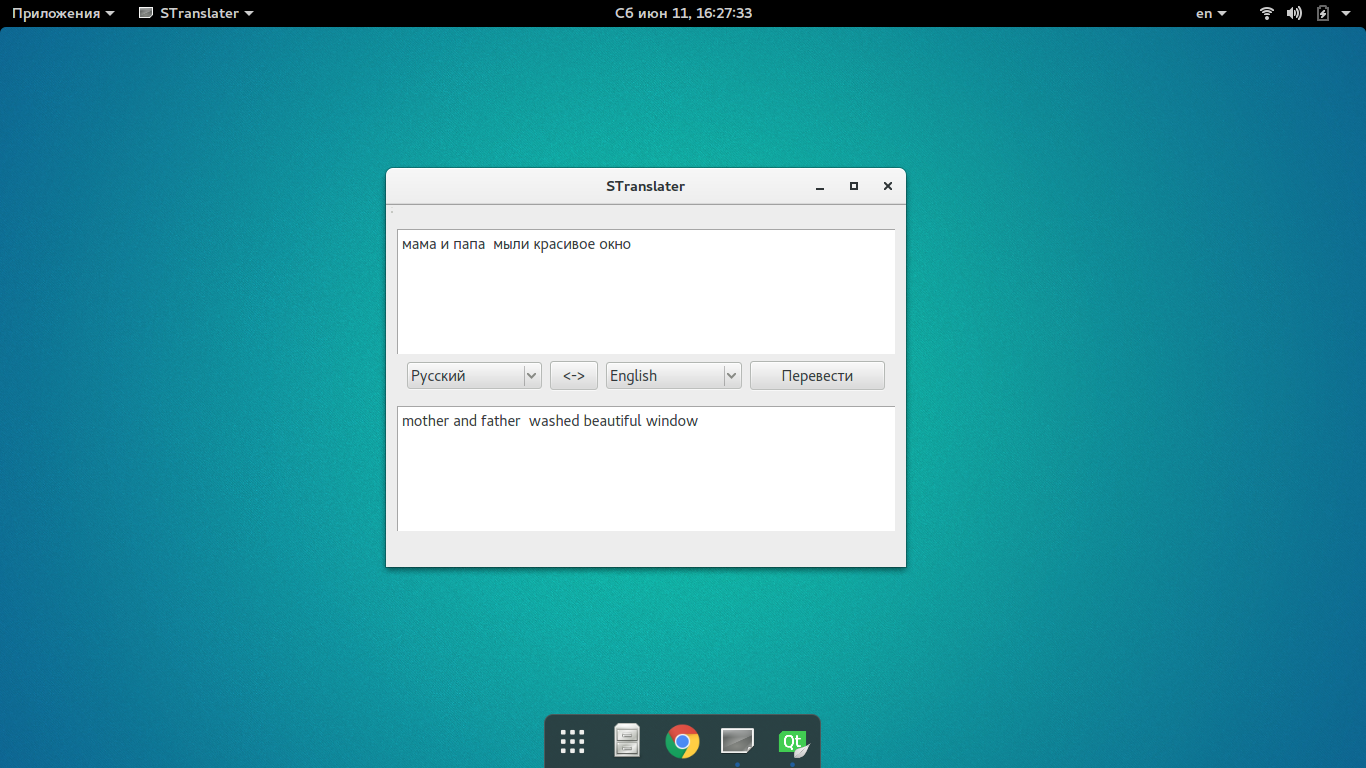 Приложения STranslater Сб июн 11, 16:27:33 en
STranslater
мама и папа  мыли красивое окно
Русский <-> English Перевести
mother and father  washed beautiful window
Qt